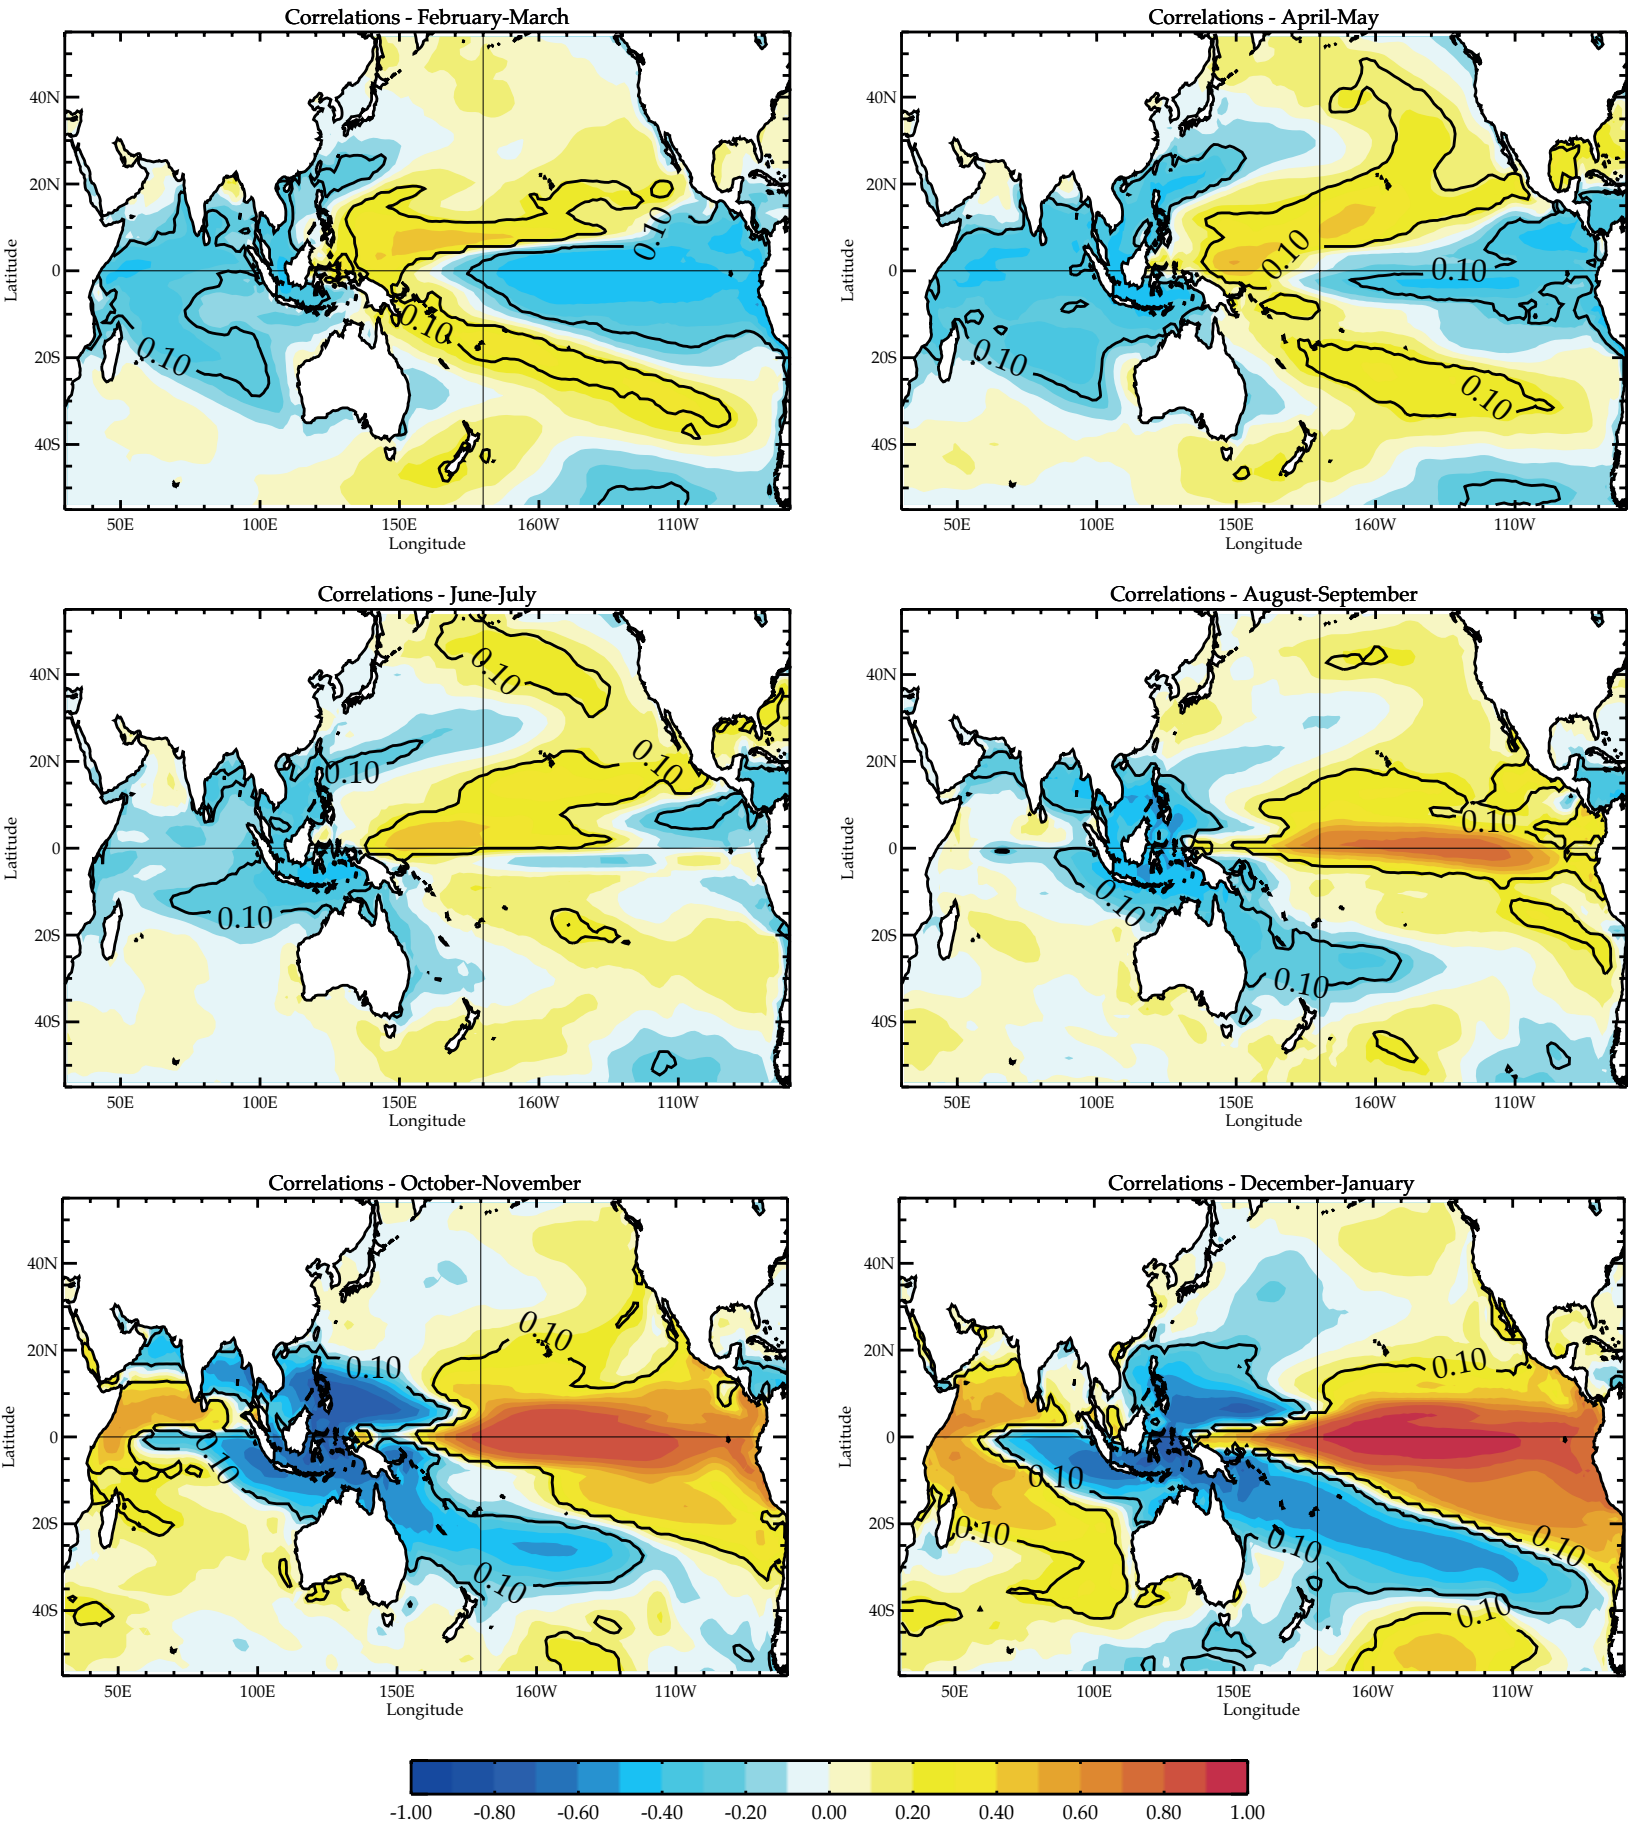 Correlations - February-March
40N
20N
0
20S
40S
Latitude
50E 100E 150E 160W 110W
Longitude
0.10
0.10
0.10
Correlations - April-May
40N
20N
0
20S
40S
Latitude
50E 100E 150E 160W 110W
Longitude
0.10
0.10
0.10
0.10
Correlations - June-July
40N
20N
0
20S
40S
Latitude
50E 100E 150E 160W 110W
Longitude
0.10
0.10
0.10
0.10
Correlations - August-September
40N
20N
0
20S
40S
Latitude
50E 100E 150E 160W 110W
Longitude
0.10
0.10
0.10
Correlations - October-November
40N
20N
0
20S
40S
Latitude
50E 100E 150E 160W 110W
Longitude
0.10
0.10
0.10
0.10
Correlations - December-January
40N
20N
0
20S
40S
Latitude
50E 100E 150E 160W 110W
Longitude
0.10
0.10
0.10
0.10
0.10
0.10
-1.00 -0.80 -0.60 -0.40 -0.20 0.00 0.20 0.40 0.60 0.80 1.00